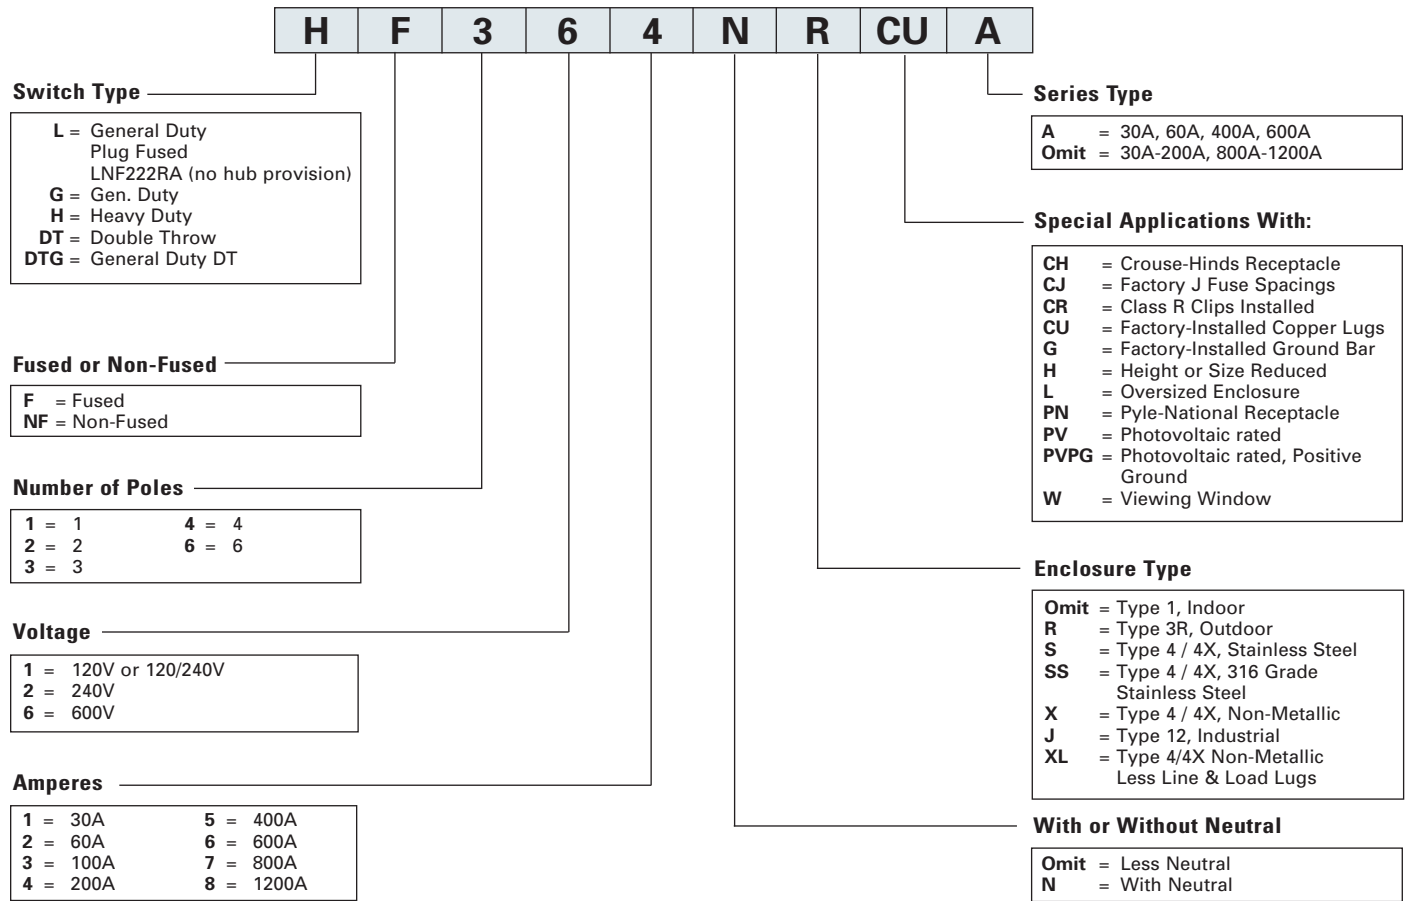 H F 3 6 4 N R CU A
Switch Type
L = General Duty
Plug Fused
LNF222RA (no hub provision)
G = Gen. Duty
H = Heavy Duty
DT = Double Throw
DTG = General Duty DT
Fused or Non-Fused
F = Fused
NF = Non-Fused
Number of Poles
1 = 1 4 = 4
2 = 2 6 = 6
3 = 3
Voltage
1 = 120V or 120/240V
2 = 240V
6 = 600V
Amperes
1 = 30A 5 = 400A
2 = 60A 6 = 600A
3 = 100A 7 = 800A
4 = 200A 8 = 1200A
Series Type
A = 30A, 60A, 400A, 600A
Omit = 30A-200A, 800A-1200A
Special Applications With:
CH = Crouse-Hinds Receptacle
CJ = Factory J Fuse Spacings
CR = Class R Clips Installed
CU = Factory-Installed Copper Lugs
G = Factory-Installed Ground Bar
H = Height or Size Reduced
L = Oversized Enclosure
PN = Pyle-National Receptacle
PV = Photovoltaic rated
PVPG = Photovoltaic rated, Positive
Ground
W = Viewing Window
Enclosure Type
Omit = Type 1, Indoor
R = Type 3R, Outdoor
S = Type 4 / 4X, Stainless Steel
SS = Type 4 / 4X, 316 Grade
Stainless Steel
X = Type 4 / 4X, Non-Metallic
J = Type 12, Industrial
XL = Type 4/4X Non-Metallic
Less Line & Load Lugs
With or Without Neutral
Omit = Less Neutral
N = With Neutral